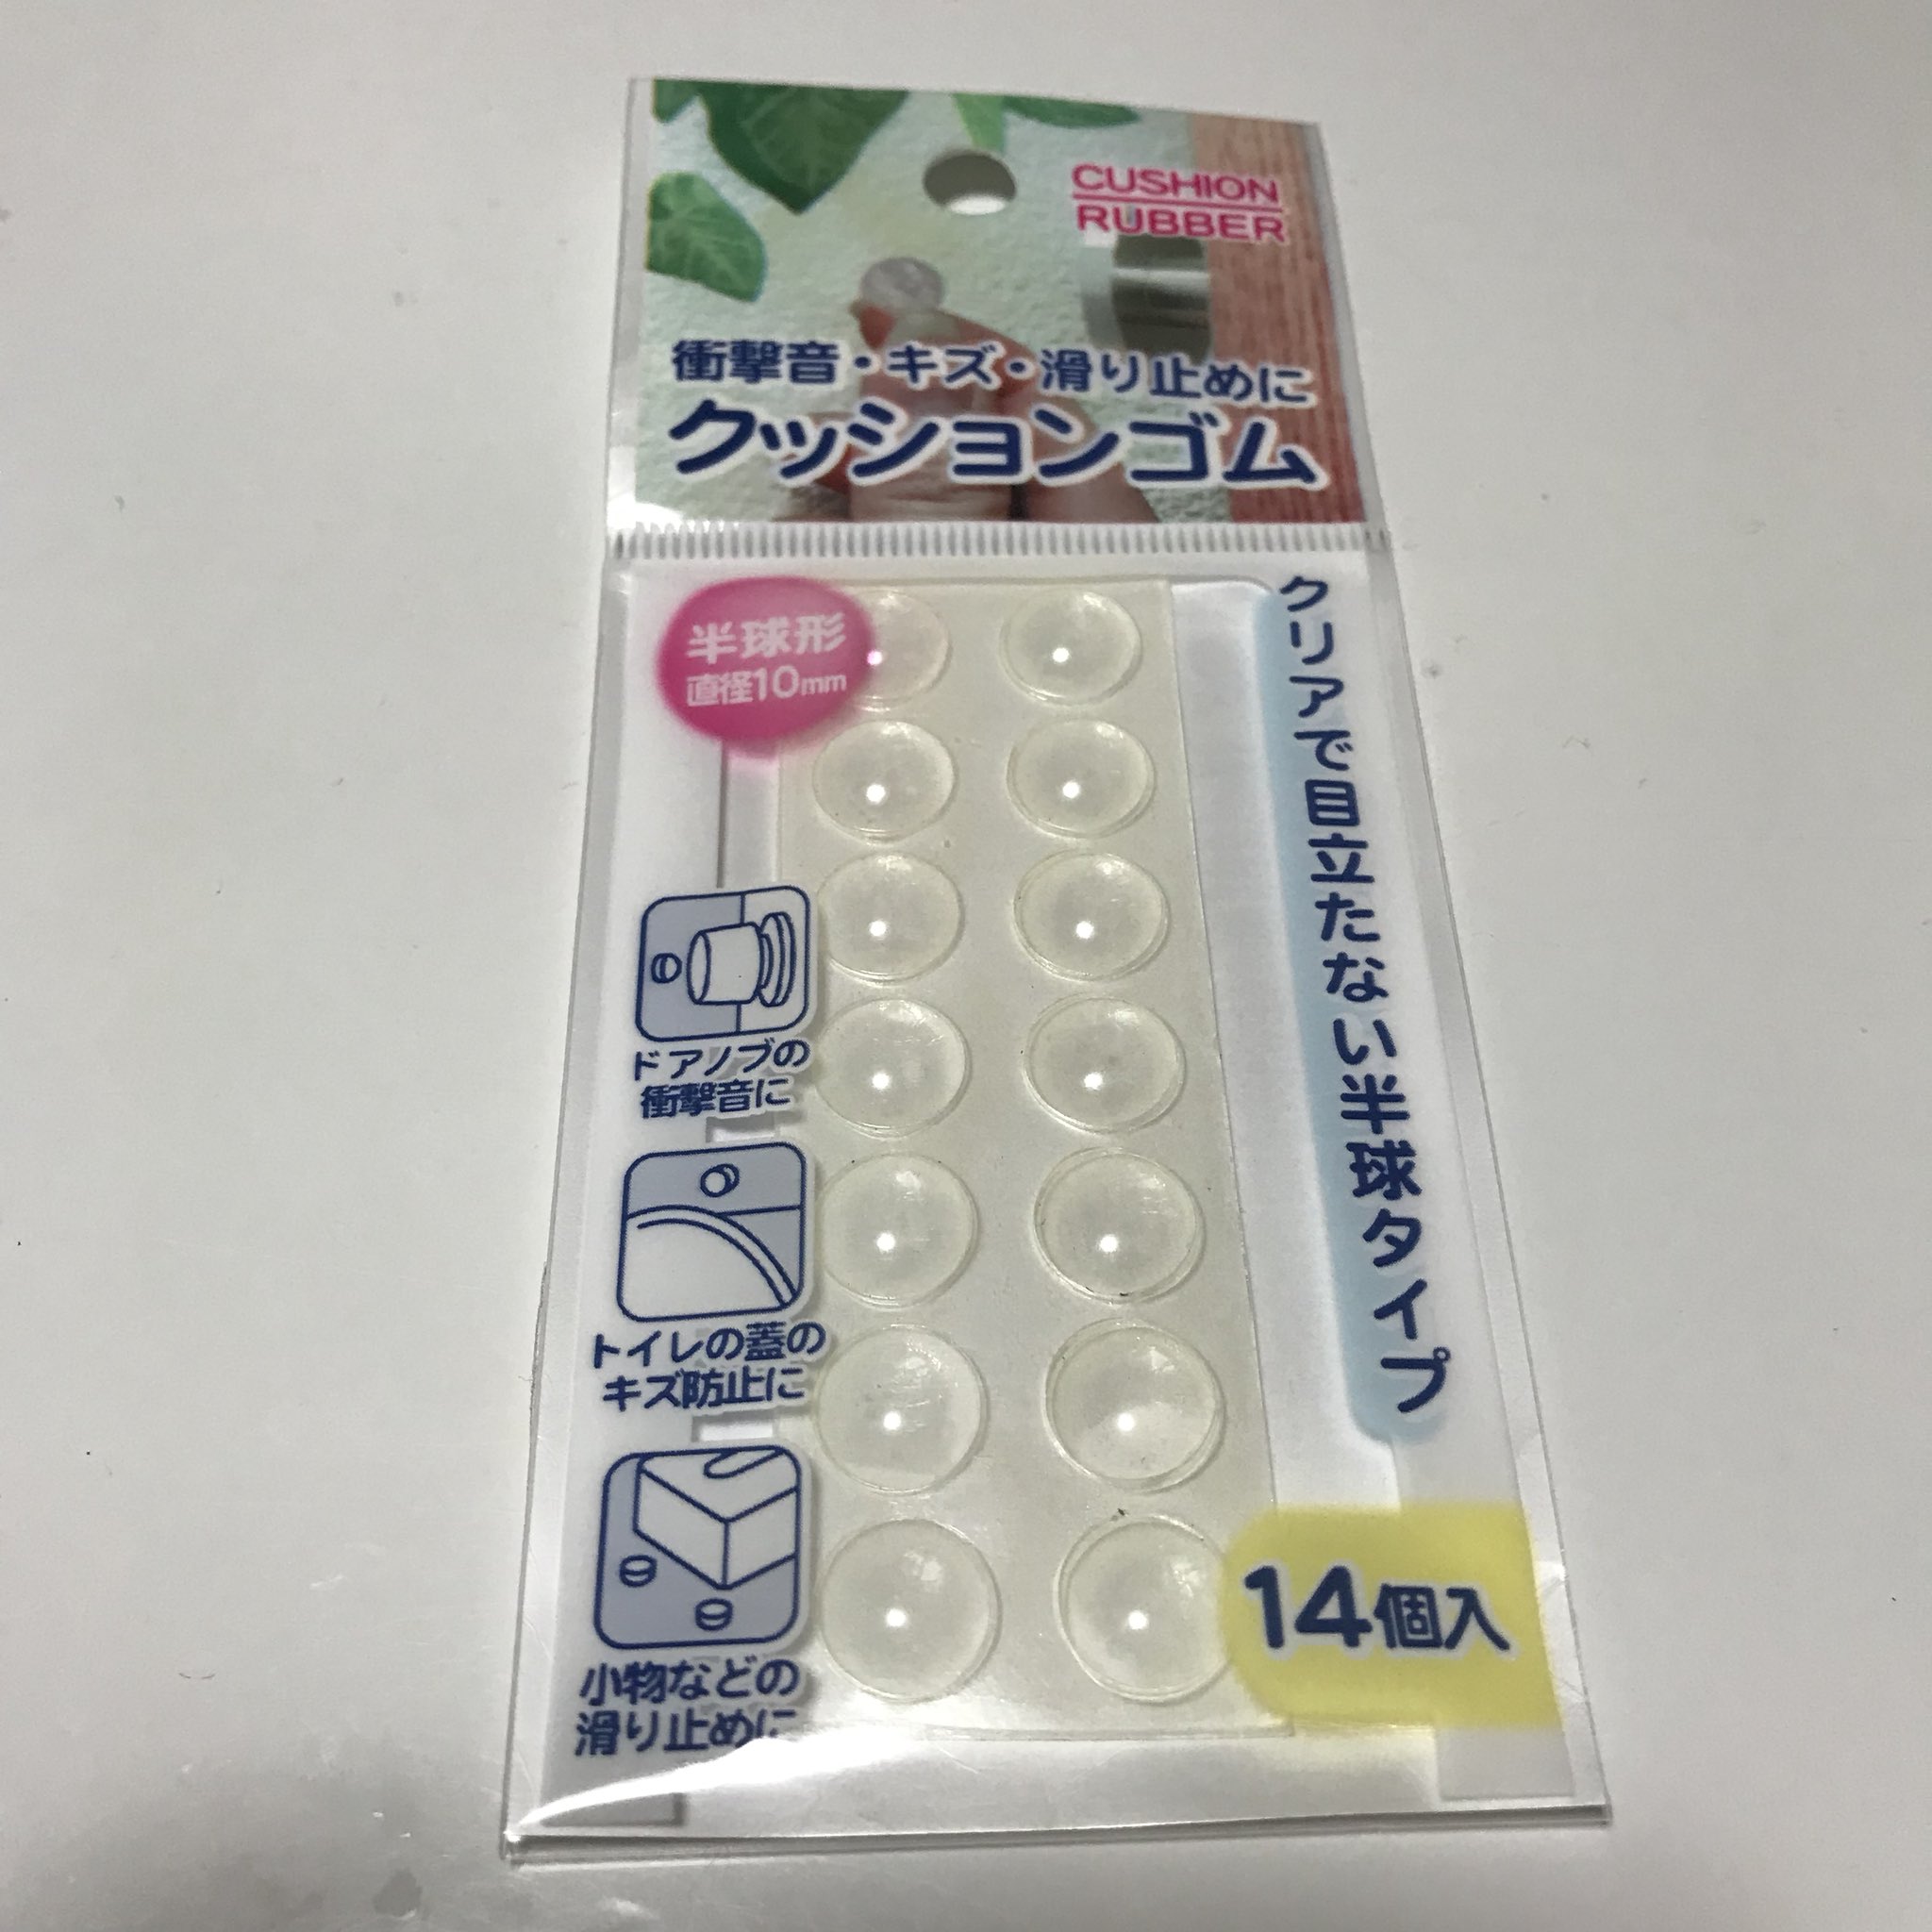 CUSHION
RUBBER
衝撃音・キズ・滑り止めに
クッションゴム
半球形
直径10mm
クリアで目立たない半球タイプ
ドアノブの
衝撃音に
トイレの蓋の
キズ防止に
小物などの
滑り止めに
14個入